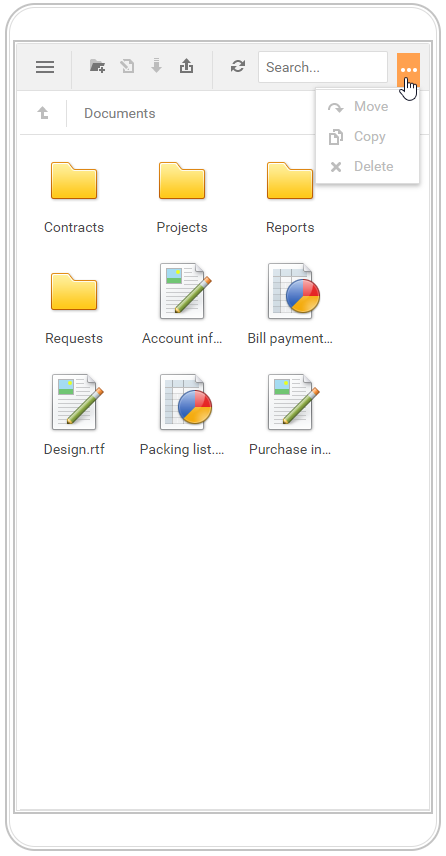 Search...
Documents
Move
Copy
Delete
Contracts
Projects
Reports
Requests
Account inf...
Bill payment...
Design.rtf
Packing list....
Purchase in...